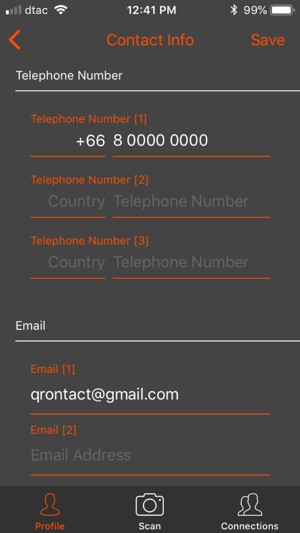 dtac 12:41 PM 99%
Contact Info Save
Telephone Number
Telephone Number [1]
+66 8 0000 0000
Telephone Number [2]
Country Telephone Number
Telephone Number [3]
Country Telephone Number
Email
Email [1]
qrontact@gmail.com
Email [2]
Email Address
Profile Scan Connections